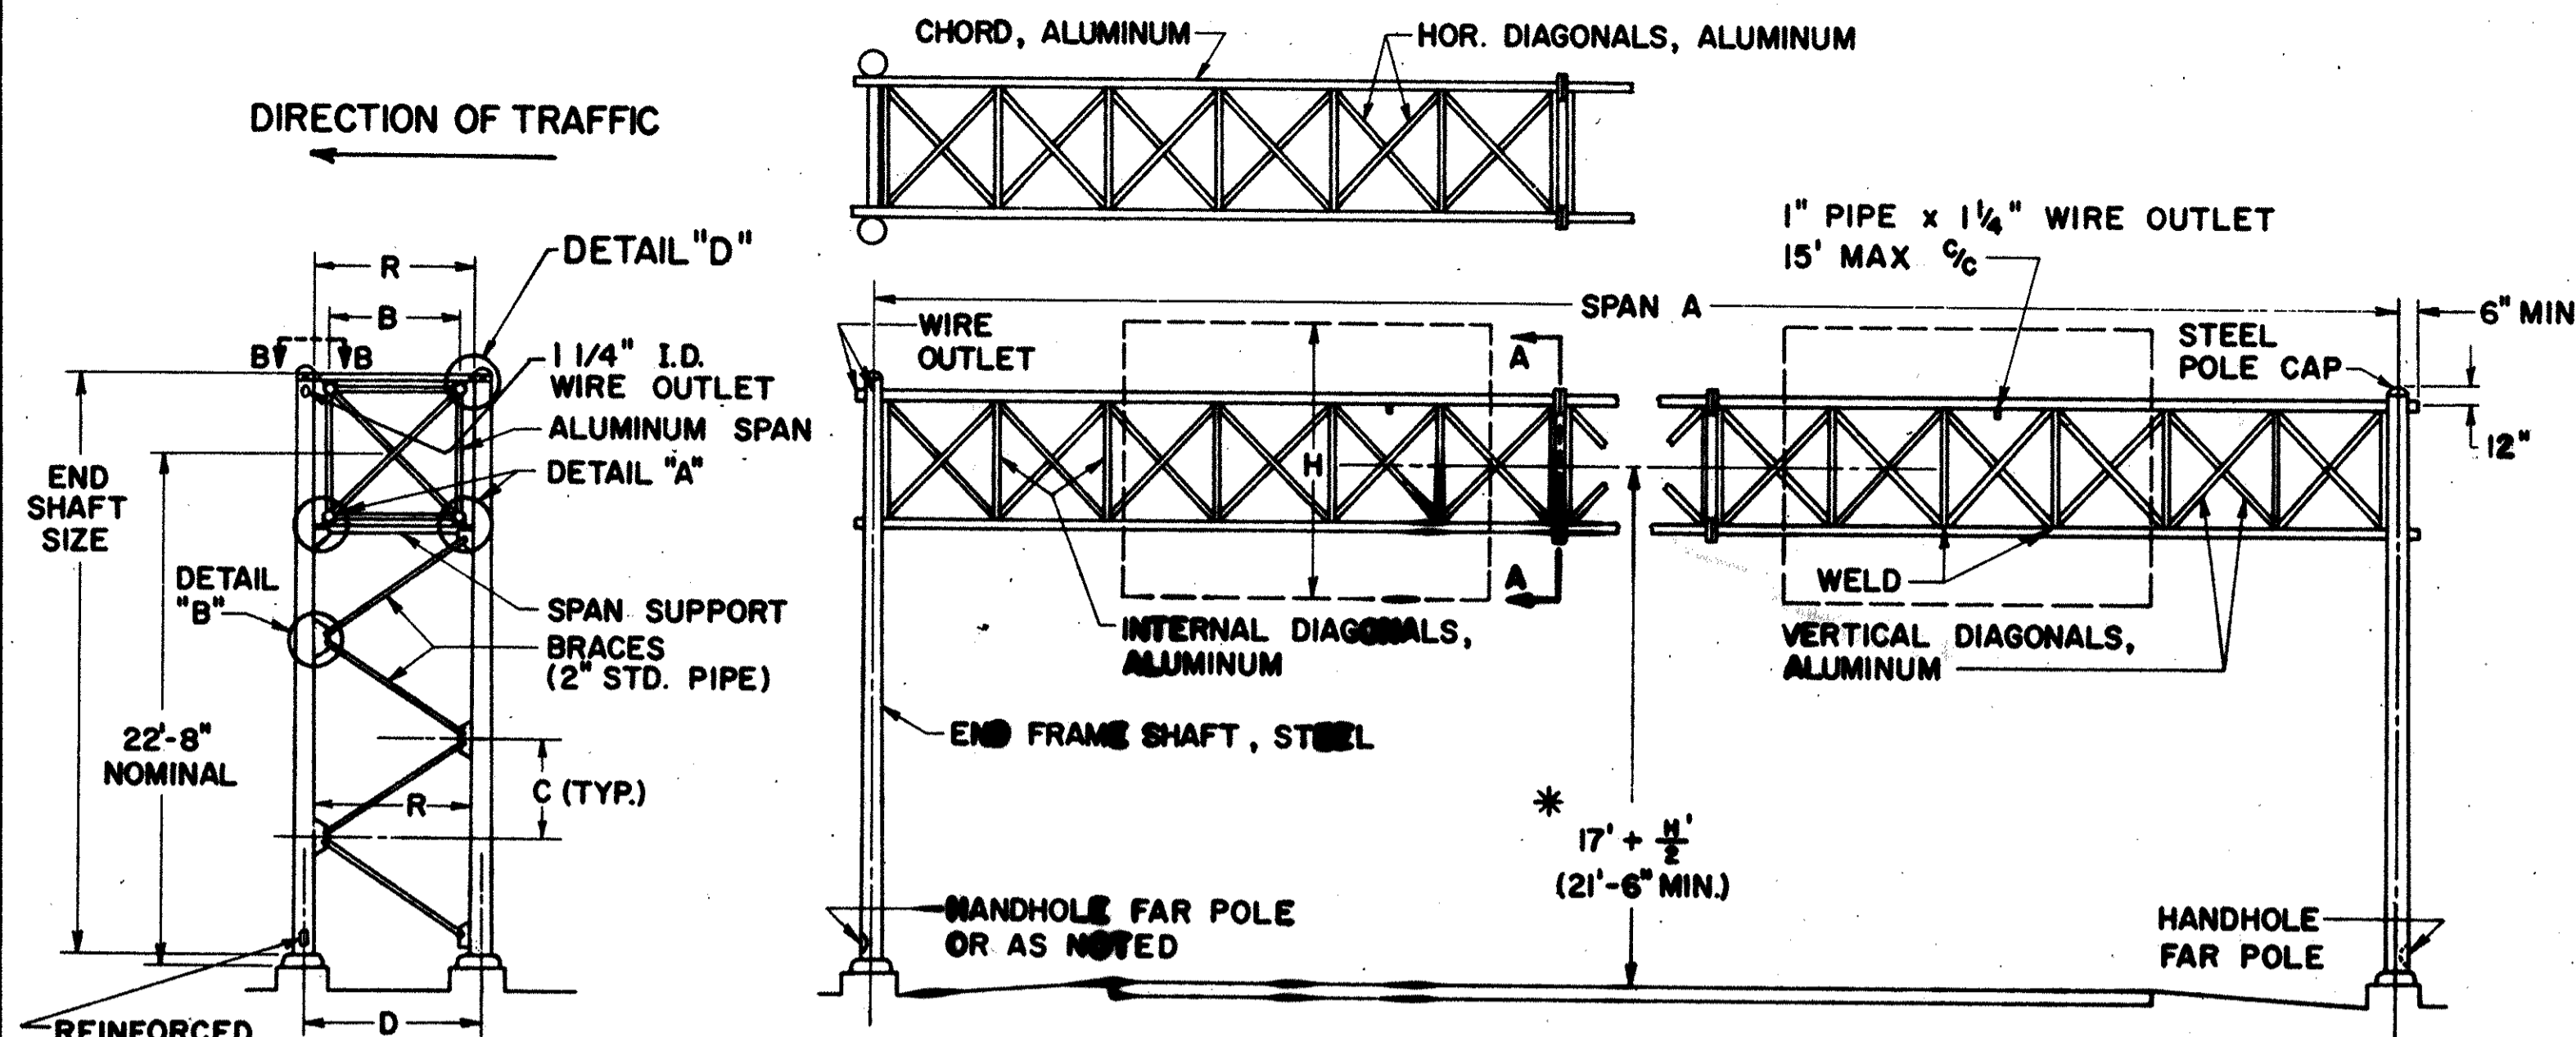 CHORD, ALUMINUM
HOR. DIAGONALS, ALUMINUM
DIRECTION OF TRAFFIC
1" PIPE x 1 1/4" WIRE OUTLET
15' MAX C/C
DETAIL "D"
R
B
SPAN A
6" MIN
WIRE
OUTLET
STEEL
POLE CAP
B B
A
1 1/4" I.D.
WIRE OUTLET
ALUMINUM SPAN
DETAIL "A"
12"
H
END
SHAFT
SIZE
DETAIL
"B"
SPAN SUPPORT
BRACES
(2" STD. PIPE)
A
WELD
INTERNAL DIAGONALS,
ALUMINUM
VERTICAL DIAGONALS,
ALUMINUM
22'-8"
NOMINAL
END FRAME SHAFT, STEEL
C (TYP.)
R
* 17' + H'/2
(21'-6" MIN.)
HANDHOLE FAR POLE
OR AS NOTED
HANDHOLE
FAR POLE
REINFORCED
D